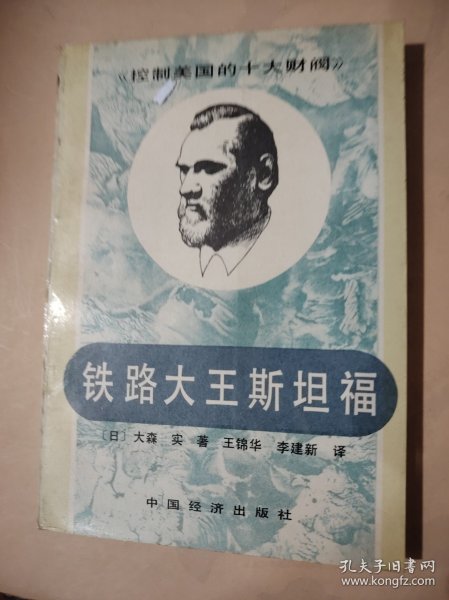 《控制美国的十大财阀》
铁路大王斯坦福
〔日〕大森 实 著 王锦华 李建新 译
中国经济出版社
孔夫子旧书网
www.kongfz.com